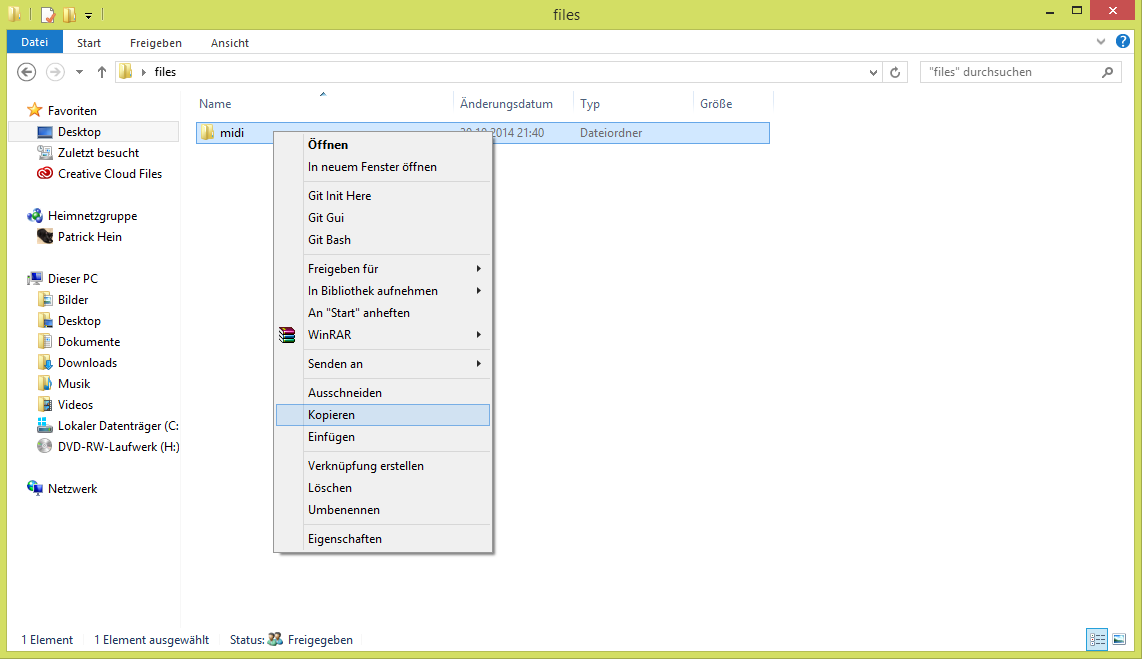 files
Datei Start Freigeben Ansicht
files "files" durchsuchen
Name Änderungsdatum Typ Größe
midi 2014 21:40 Dateiordner
Favoriten
Desktop
Zuletzt besucht
Creative Cloud Files
Heimnetzgruppe
Patrick Hein
Dieser PC
Bilder
Desktop
Dokumente
Downloads
Musik
Videos
Lokaler Datenträger (C:
DVD-RW-Laufwerk (H:)
Netzwerk
Öffnen
In neuem Fenster öffnen
Git Init Here
Git Gui
Git Bash
Freigeben für
In Bibliothek aufnehmen
An "Start" anheften
WinRAR
Senden an
Ausschneiden
Kopieren
Einfügen
Verknüpfung erstellen
Löschen
Umbenennen
Eigenschaften
1 Element 1 Element ausgewählt Status: Freigegeben